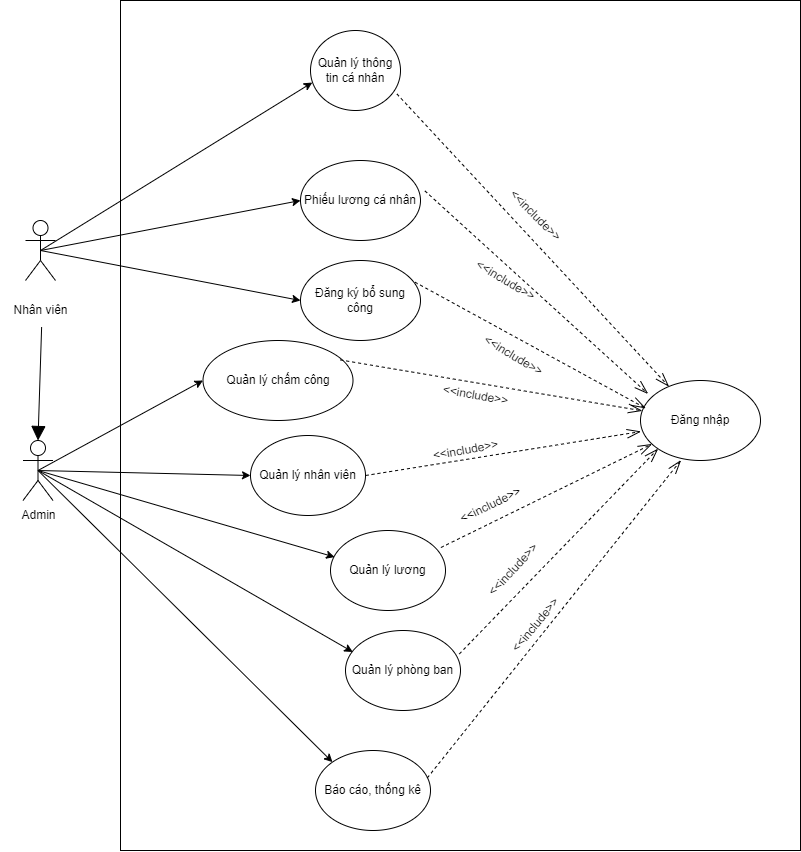 Quản lý thông
tin cá nhân
<<include>>
Phiếu lương cá nhân
<<include>>
Nhân viên
Đăng ký bổ sung
công
<<include>>
Quản lý chấm công
<<include>>
Đăng nhập
Admin
Quản lý nhân viên
<<include>>
<<include>>
Quản lý lương
<<include>>
Quản lý phòng ban
<<include>>
Báo cáo, thống kê